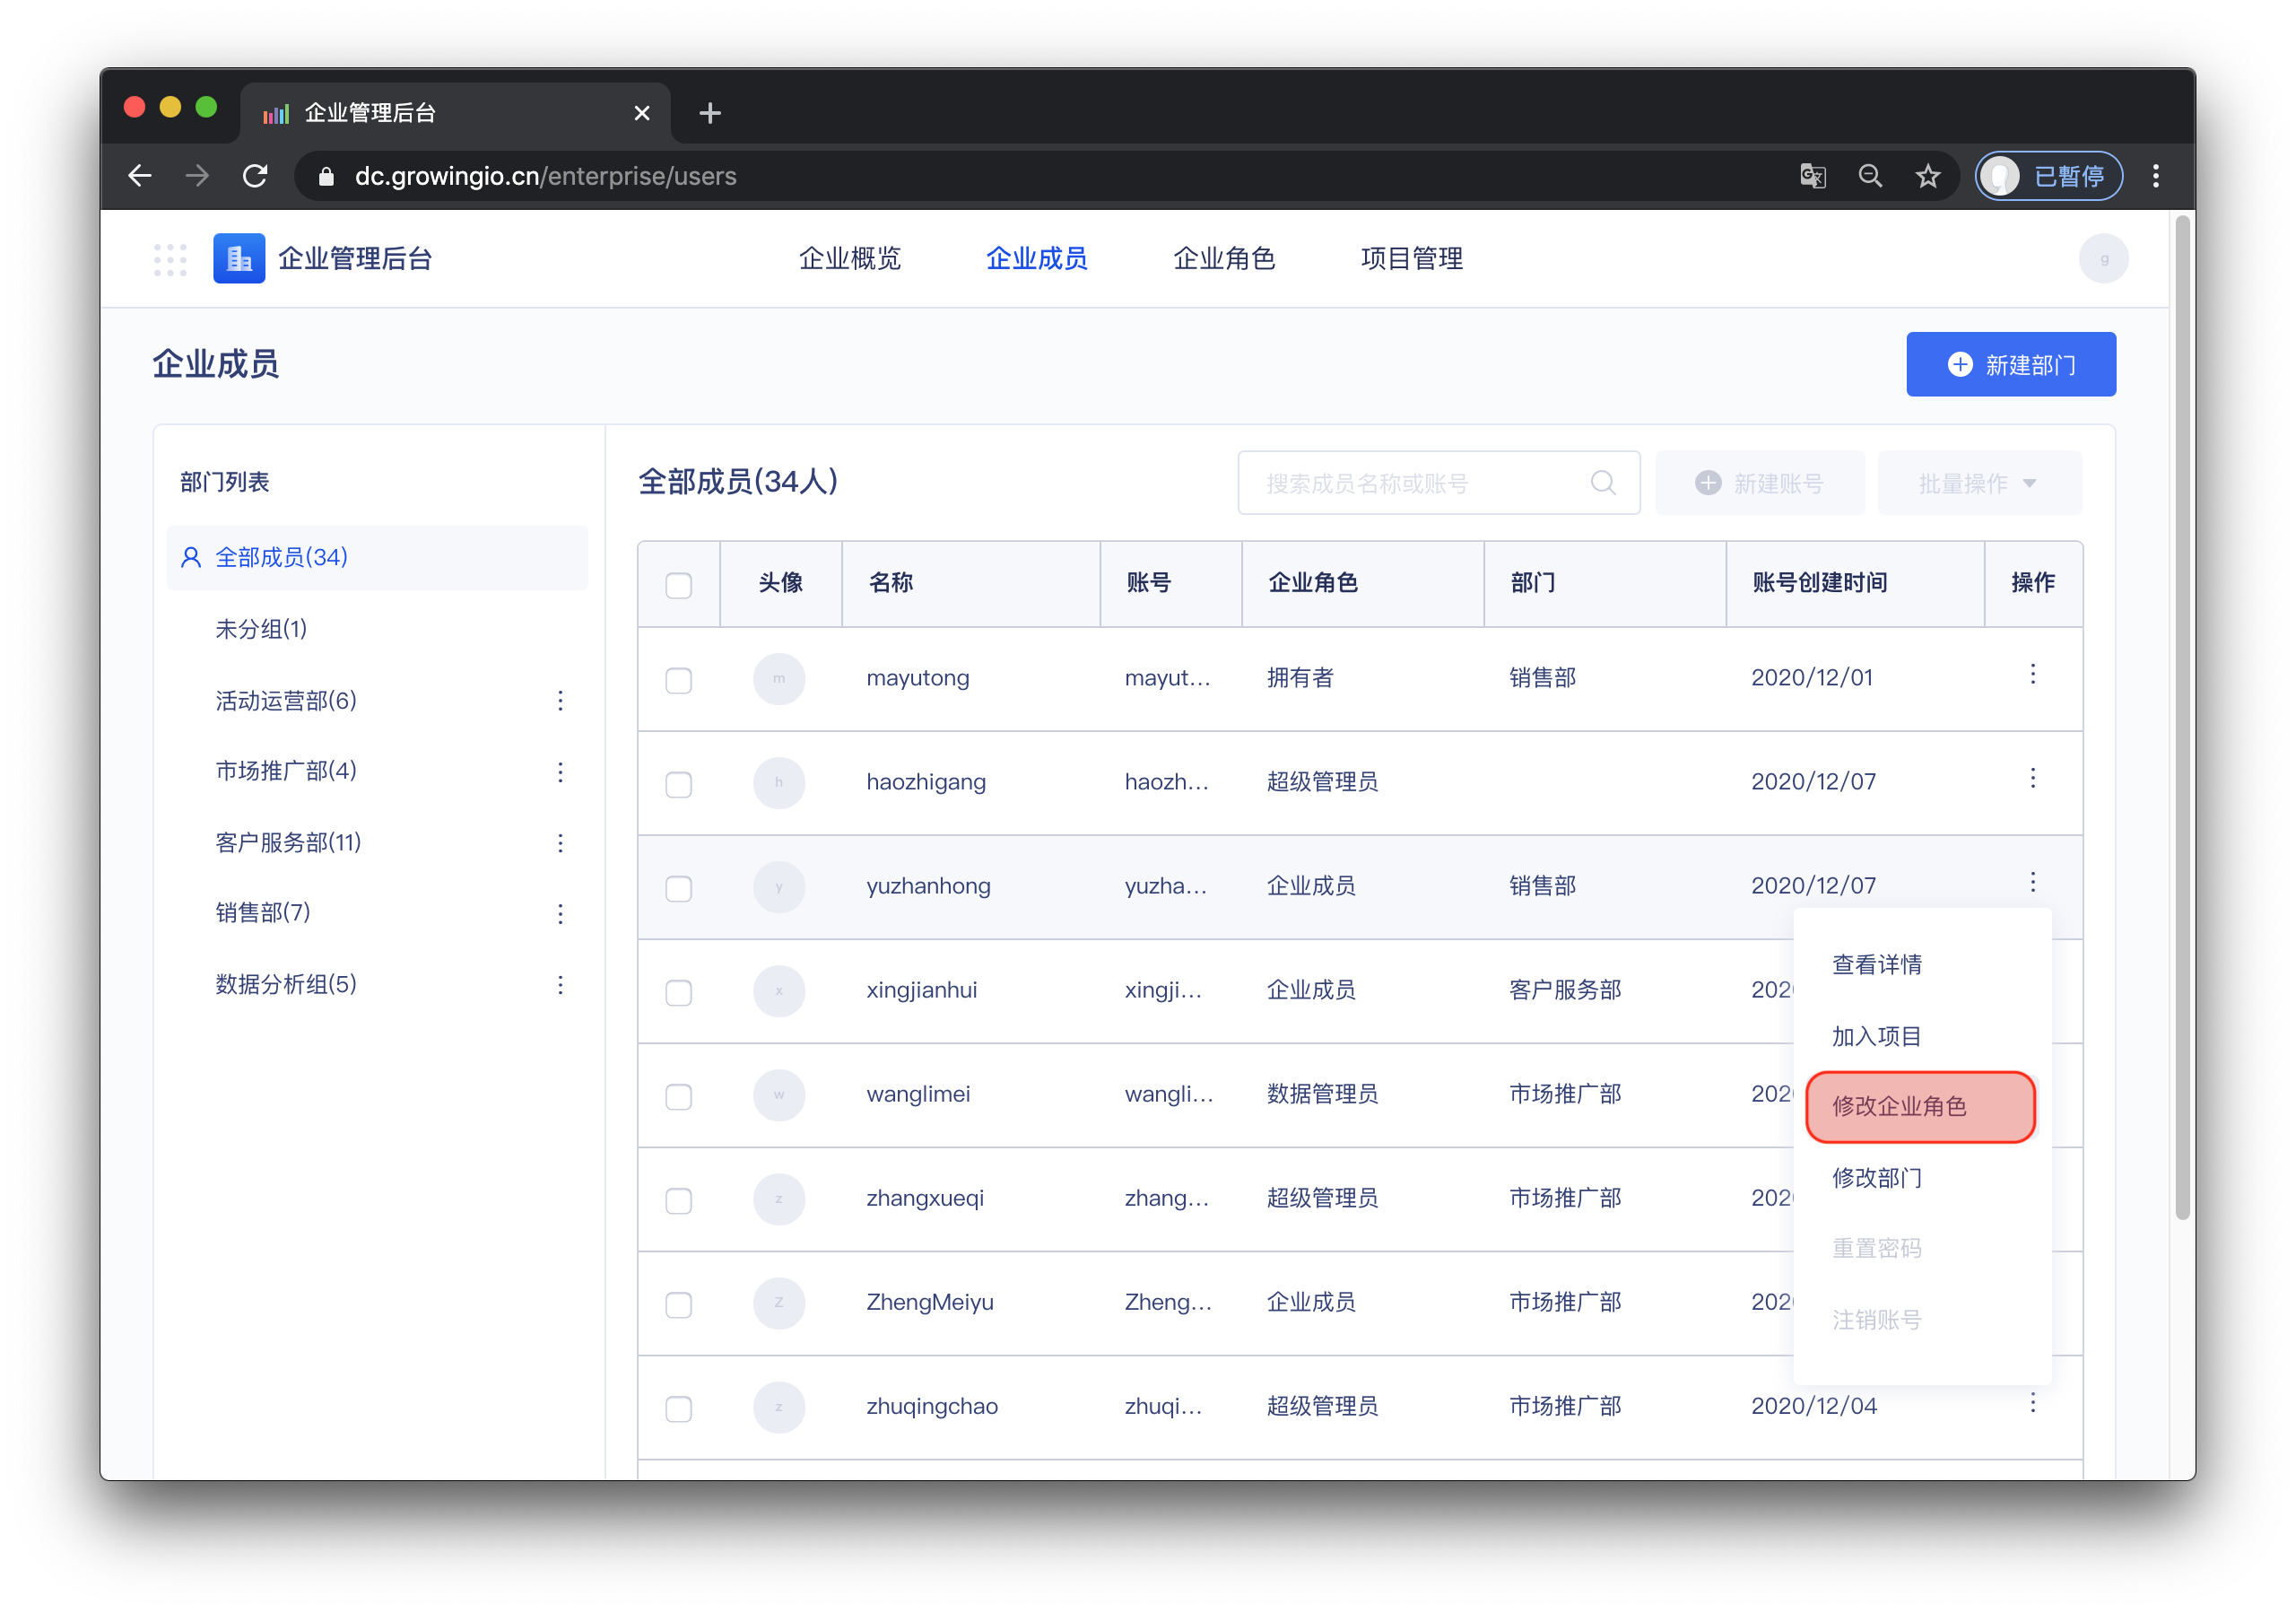 企业管理后台
dc.growingio.cn/enterprise/users
已暂停
企业管理后台 企业概览 企业成员 企业角色 项目管理 g
企业成员 新建部门
部门列表
全部成员(34)
未分组(1)
活动运营部(6)
市场推广部(4)
客户服务部(11)
销售部(7)
数据分析组(5)
全部成员(34人) 搜索成员名称或账号 新建账号 批量操作
头像 名称 账号 企业角色 部门 账号创建时间 操作
m mayutong mayut... 拥有者 销售部 2020/12/01
h haozhigang haozh... 超级管理员 2020/12/07
y yuzhanhong yuzha... 企业成员 销售部 2020/12/07
x xingjianhui xingji... 企业成员 客户服务部 202
w wanglimei wangli... 数据管理员 市场推广部 202
z zhangxueqi zhang... 超级管理员 市场推广部 202
Z ZhengMeiyu Zheng... 企业成员 市场推广部 202
z zhuqingchao zhuqi... 超级管理员 市场推广部 2020/12/04
查看详情
加入项目
修改企业角色
修改部门
重置密码
注销账号